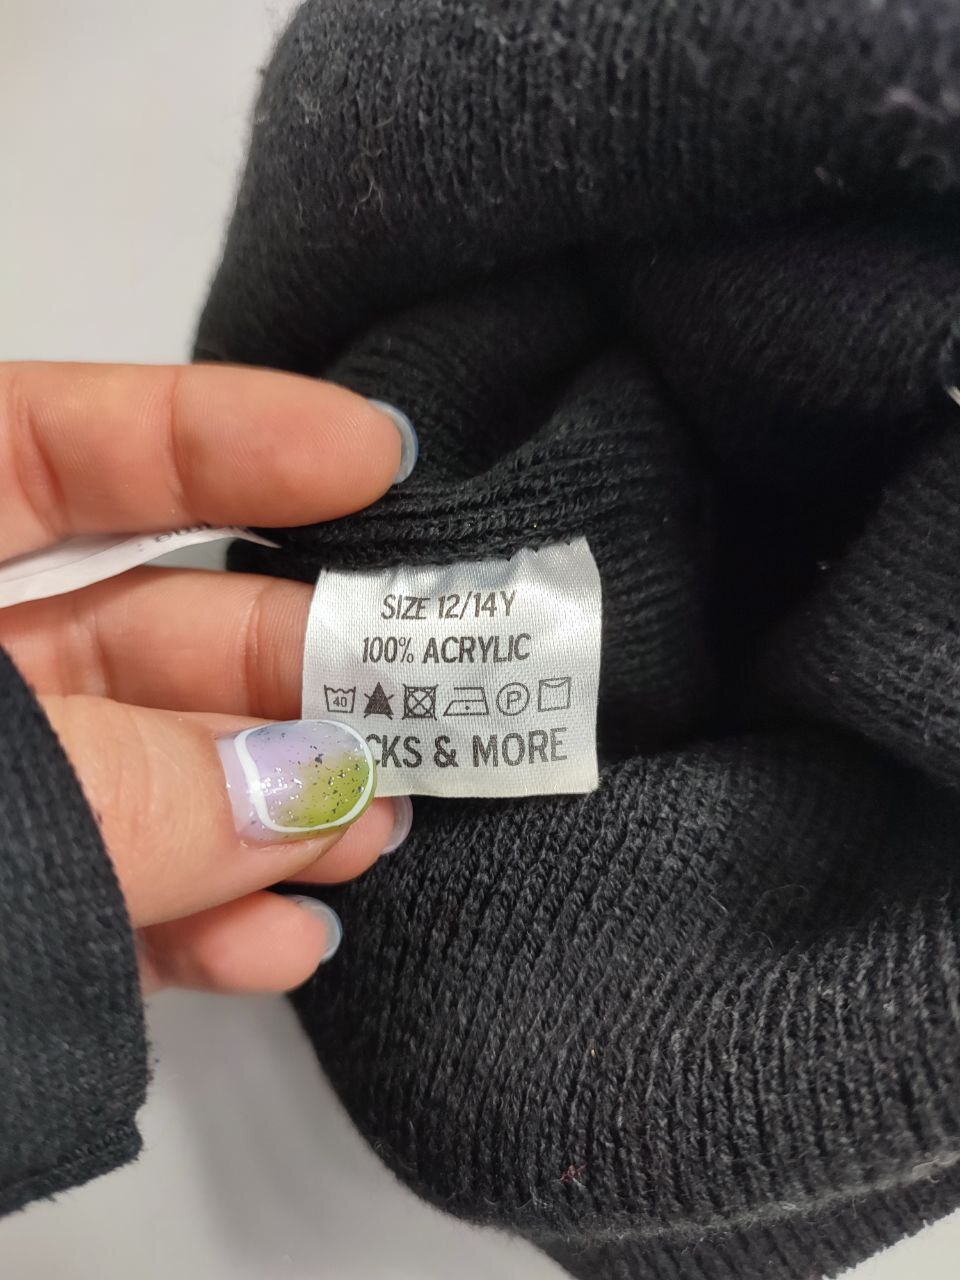 SIZE 12/14Y
100% ACRYLIC
40 P
CKS & MORE